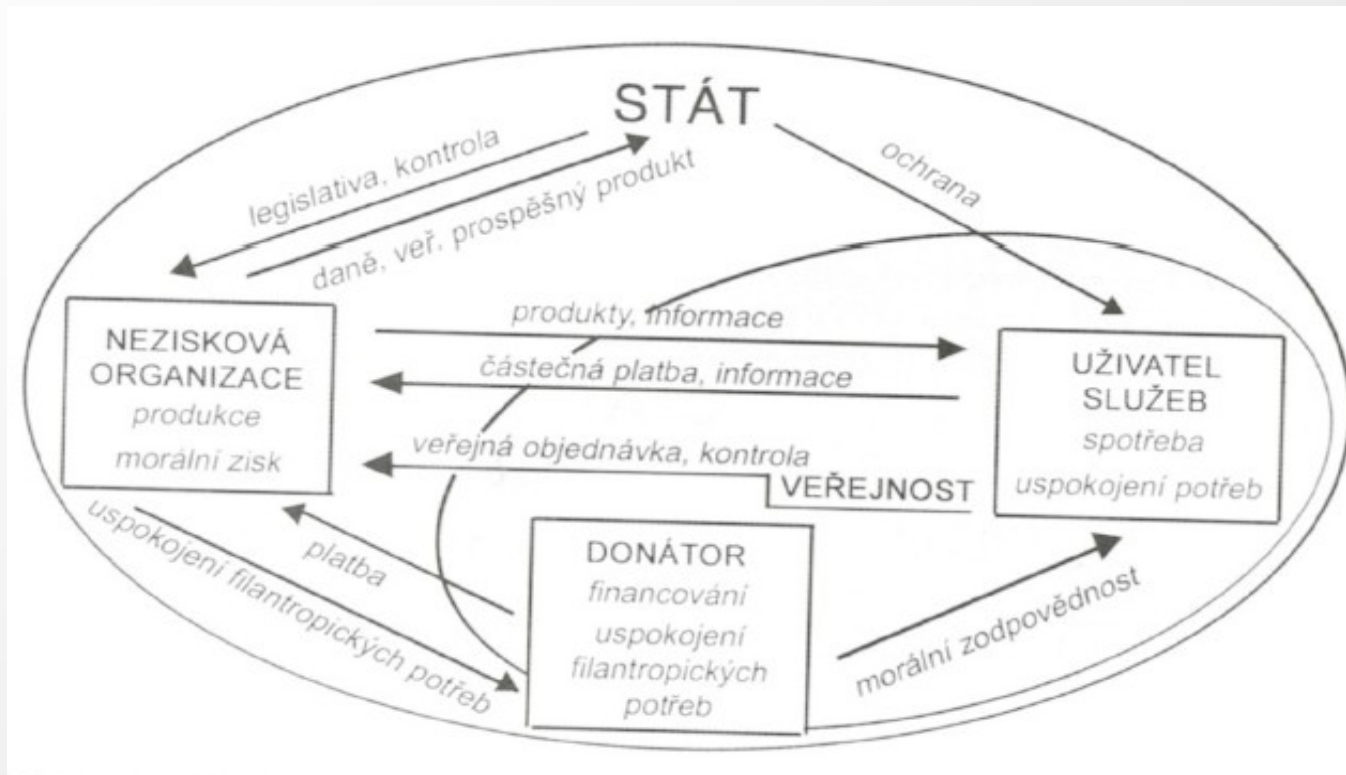 STÁT
legislativa, kontrola
daně, veř. prospěšný produkt
ochrana
NEZISKOVÁ
ORGANIZACE
produkce
morální zisk
produkty, informace
částečná platba, informace
veřejná objednávka, kontrola
VEŘEJNOST
UŽIVATEL
SLUŽEB
spotřeba
uspokojení potřeb
uspokojení filantropických potřeb
platba
DONÁTOR
financování
uspokojení
filantropických
potřeb
morální zodpovědnost